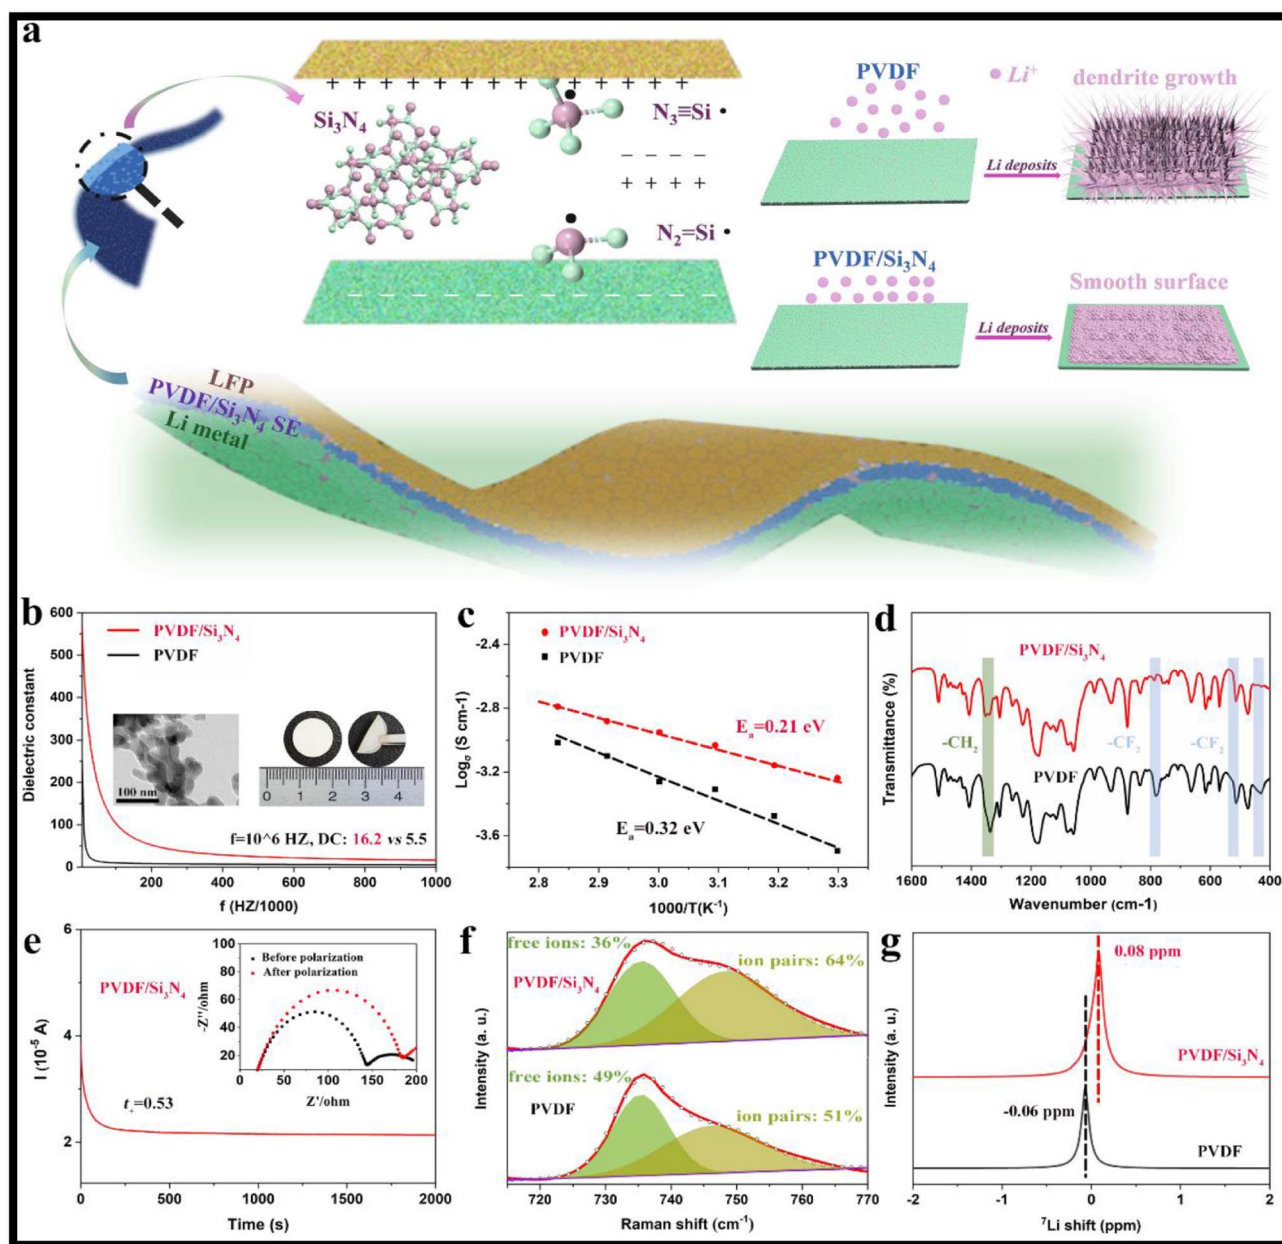 a
Si₃N₄
+ + + + + + + + + + + +
N₃≡Si •
− − − −
+ + + +
N₂=Si •
− − − − − − − − − − −
PVDF
Li⁺
dendrite growth
Li deposits
PVDF/Si₃N₄
Smooth surface
Li deposits
LFP
PVDF/Si₃N₄ SE
Li metal
b
600
500
400
300
200
100
0
Dielectric constant
PVDF/Si₃N₄
PVDF
100 nm
0 1 2 3 4
f=10^6 HZ, DC: 16.2 vs 5.5
200 400 600 800 1000
f (HZ/1000)
c
-2.4
-2.8
-3.2
-3.6
Log𝜎 (S cm-1)
PVDF/Si₃N₄
PVDF
Eₐ=0.21 eV
Eₐ=0.32 eV
2.8 2.9 3.0 3.1 3.2 3.3
1000/T(K⁻¹)
d
Transmittance (%)
PVDF/Si₃N₄
-CH₂
-CF₂
-CF₂
PVDF
1600 1400 1200 1000 800 600 400
Wavenumber (cm-1)
e
6
4
2
I (10⁻⁵ A)
PVDF/Si₃N₄
t₊=0.53
100
80
60
40
20
-Z''/ohm
Before polarization
After polarization
0 50 100 150 200
Z'/ohm
0 500 1000 1500 2000
Time (s)
f
Intensity (a. u.)
free ions: 36%
ion pairs: 64%
PVDF/Si₃N₄
free ions: 49%
PVDF
ion pairs: 51%
720 730 740 750 760 770
Raman shift (cm⁻¹)
g
Intensity (a. u.)
0.08 ppm
PVDF/Si₃N₄
-0.06 ppm
PVDF
-2 -1 0 1 2
⁷Li shift (ppm)